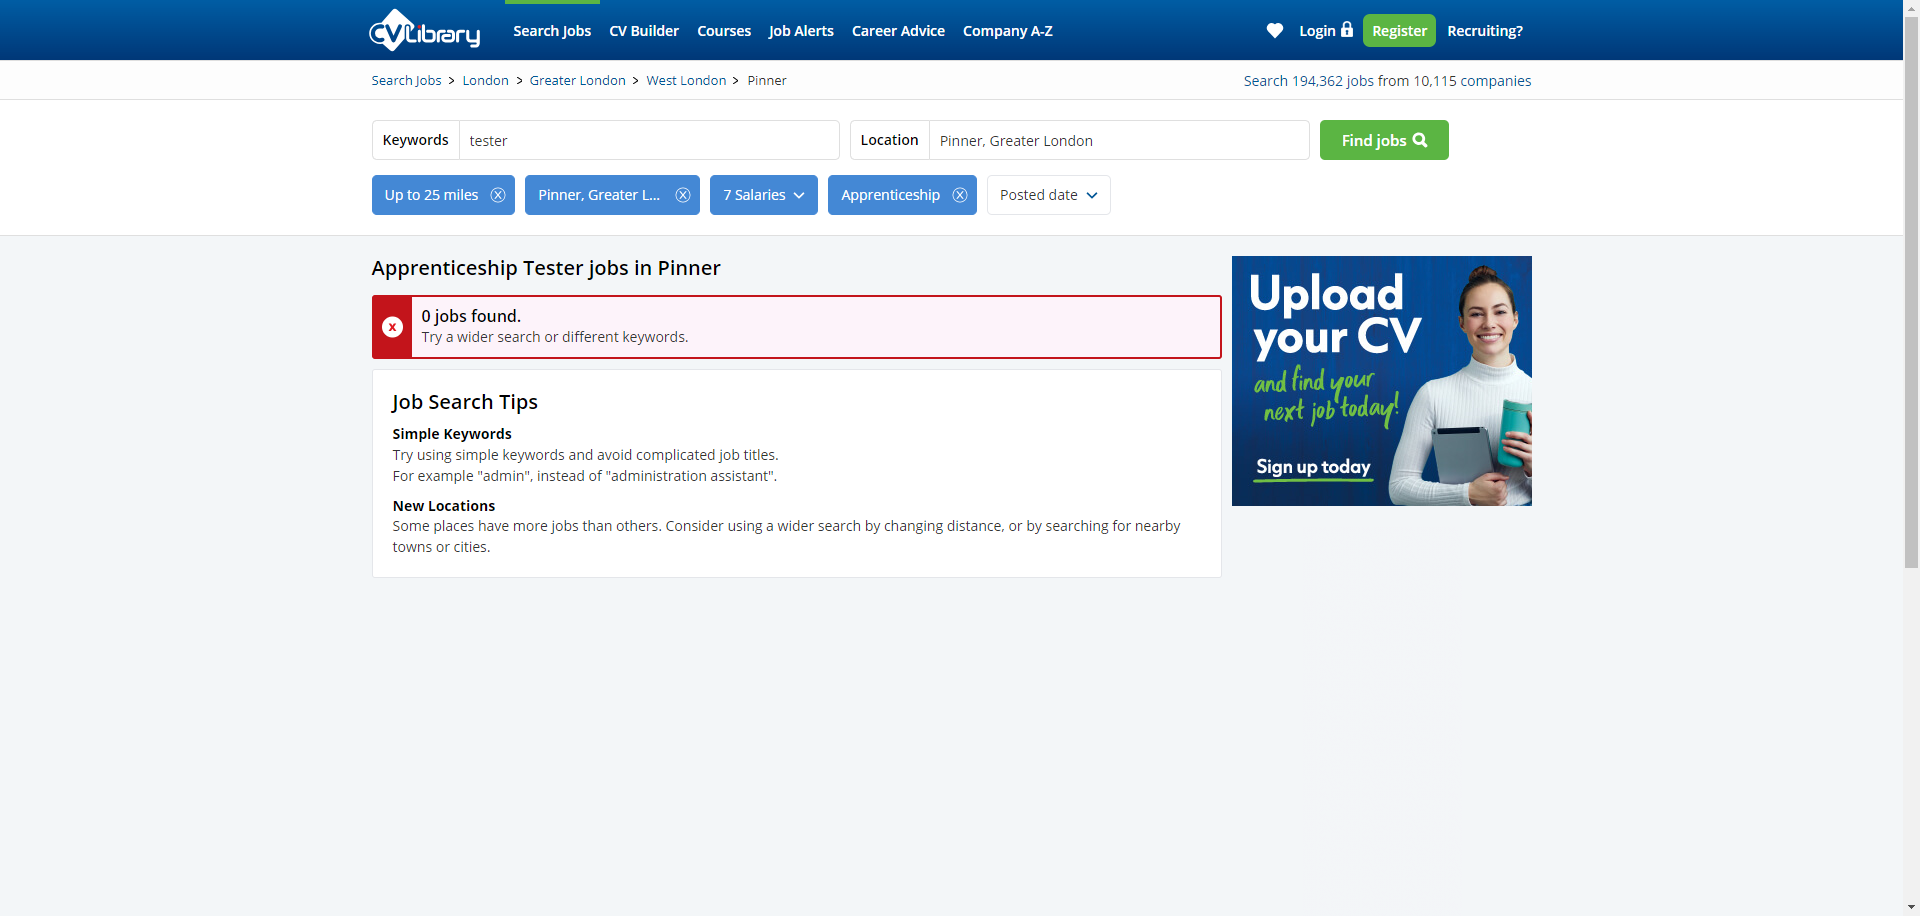 CVLibrary
Search Jobs CV Builder Courses Job Alerts Career Advice Company A-Z Login Register Recruiting?
Search Jobs > London > Greater London > West London > Pinner
Search 194,362 jobs from 10,115 companies
Keywords tester Location Pinner, Greater London Find jobs
Up to 25 miles Pinner, Greater L... 7 Salaries Apprenticeship Posted date
Apprenticeship Tester jobs in Pinner
0 jobs found.
Try a wider search or different keywords.
Job Search Tips
Simple Keywords
Try using simple keywords and avoid complicated job titles.
For example "admin", instead of "administration assistant".
New Locations
Some places have more jobs than others. Consider using a wider search by changing distance, or by searching for nearby
towns or cities.
Upload
your CV
and find your
next job today!
Sign up today